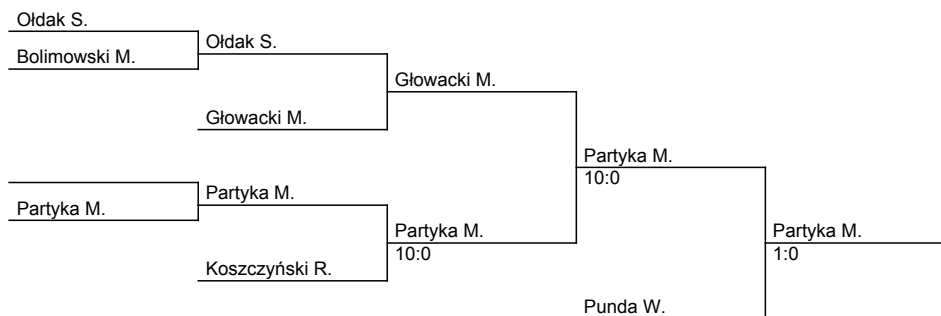 Ołdak S.
Bolimowski M.
Ołdak S.
Głowacki M.
Głowacki M.
Partyka M.
10:0
Partyka M.
Partyka M.
Partyka M.
10:0
Koszczyński R.
Partyka M.
1:0
Punda W.